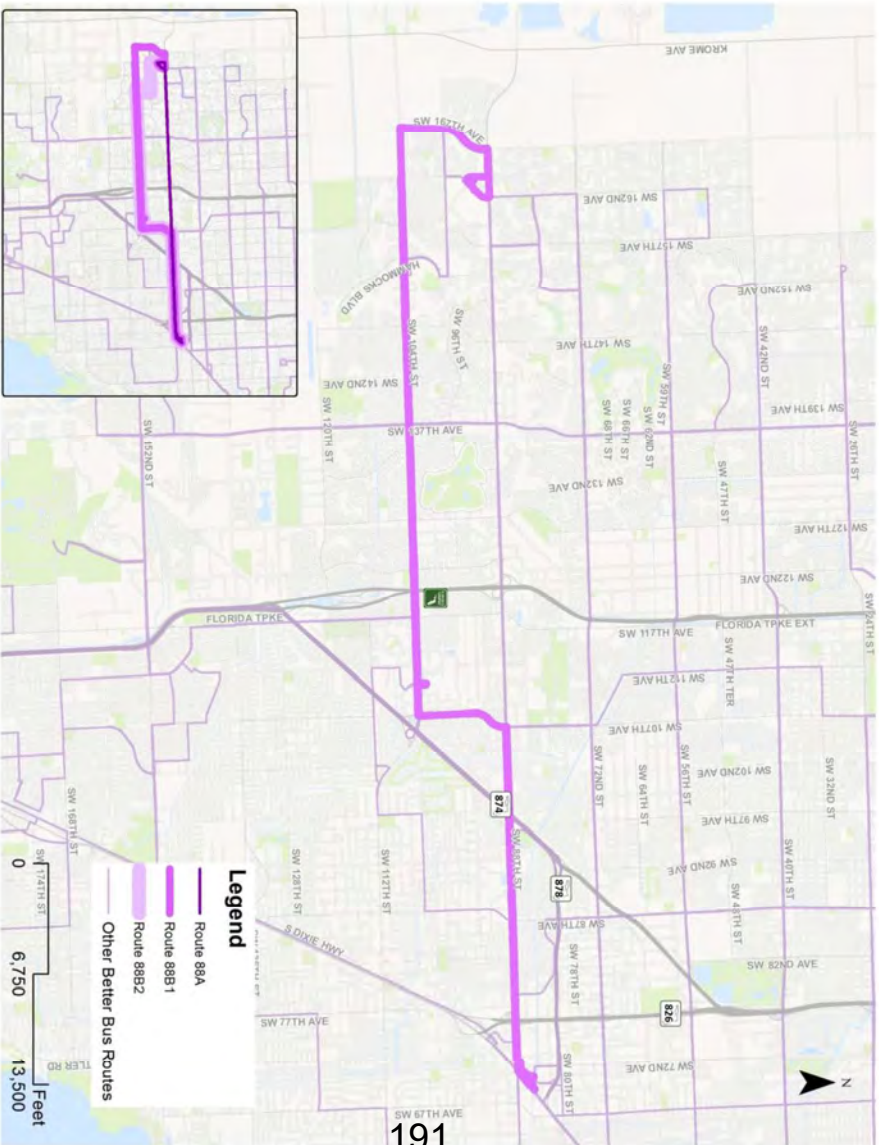 KROME AVE
SW 167TH AVE
SW 162ND AVE
SW 157TH AVE
SW 152ND AVE
HAMMOCKS BLVD
SW 104TH ST
SW 96TH ST
SW 147TH AVE
SW 42ND ST
SW 142ND AVE
SW 59TH ST
SW 62ND ST
SW 66TH ST
SW 68TH ST
SW 139TH AVE
SW 26TH ST
SW 120TH ST
SW 137TH AVE
SW 152ND ST
SW 132ND AVE
SW 47TH ST
SW 127TH AVE
SW 122ND AVE
FLORIDA TPKE
FLORIDA TPKE EXT
SW 117TH AVE
SW 47TH TER
SW 112TH AVE
SW 107TH AVE
SW 72ND ST
SW 56TH ST
SW 102ND AVE
SW 64TH ST
SW 32ND ST
SW 97TH AVE
874
SW 88TH ST
878
SW 92ND AVE
SW 40TH ST
SW 168TH ST
SW 174TH ST
SW 128TH ST
SW 112TH ST
SW 87TH AVE
S DIXIE HWY
SW 78TH ST
SW 82ND AVE
SW 77TH AVE
826
SW 80TH ST
SW 72ND AVE
SW 67TH AVE
TLER RD
N
Legend
Route 88A
Route 88B1
Route 88B2
Other Better Bus Routes
0 6,750 13,500
Feet
191